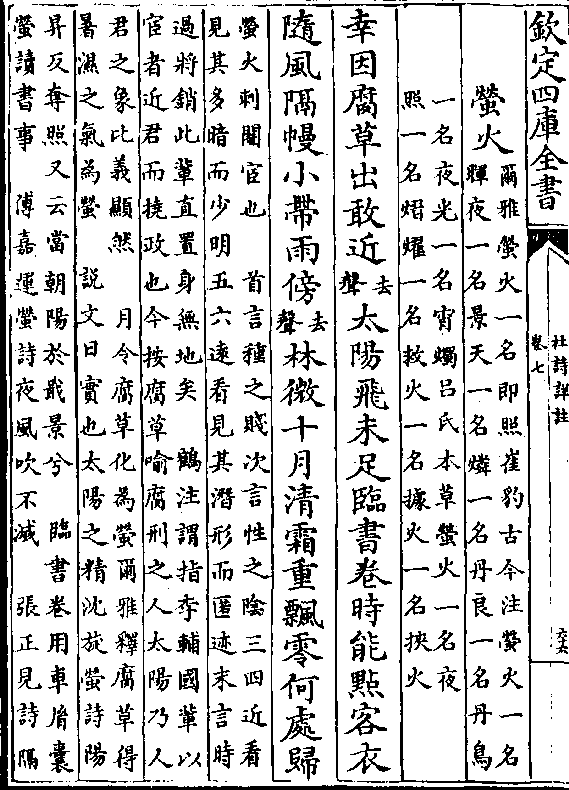 欽定四庫全書
杜詩詳註
卷七
螢火
爾雅螢火一名即照崔豹古今注螢火一名
輝夜一名景天一名燐一名丹良一名丹鳥
一名夜光一名宵燭呂氏本草螢火一名夜
照一名熠燿一名救火一名據火一名挾火
幸因腐草出敢近去聲太陽飛未足臨書卷時能點客衣
隨風隔幔小帶雨傍去聲林微十月清霜重飄零何處歸
螢火刺閹宦也 首言種之賤次言性之陰三四近看
見其多暗而少明五六遠看見其潛形而匿迹末言時
過將銷此輩直置身無地矣 鶴注謂指李輔國輩以
宦者近君而撓政也今按腐草喻腐刑之人太陽乃人
君之象比義顯然 月令腐草化為螢爾雅釋腐草得
暑濕之氣為螢 說文日實也太陽之精沈旋螢詩陽
昇反奪照又云當朝陽於戢景兮 臨書卷用車胤囊
螢讀書事 傅嘉運螢詩夜風吹不滅 張正見詩隔